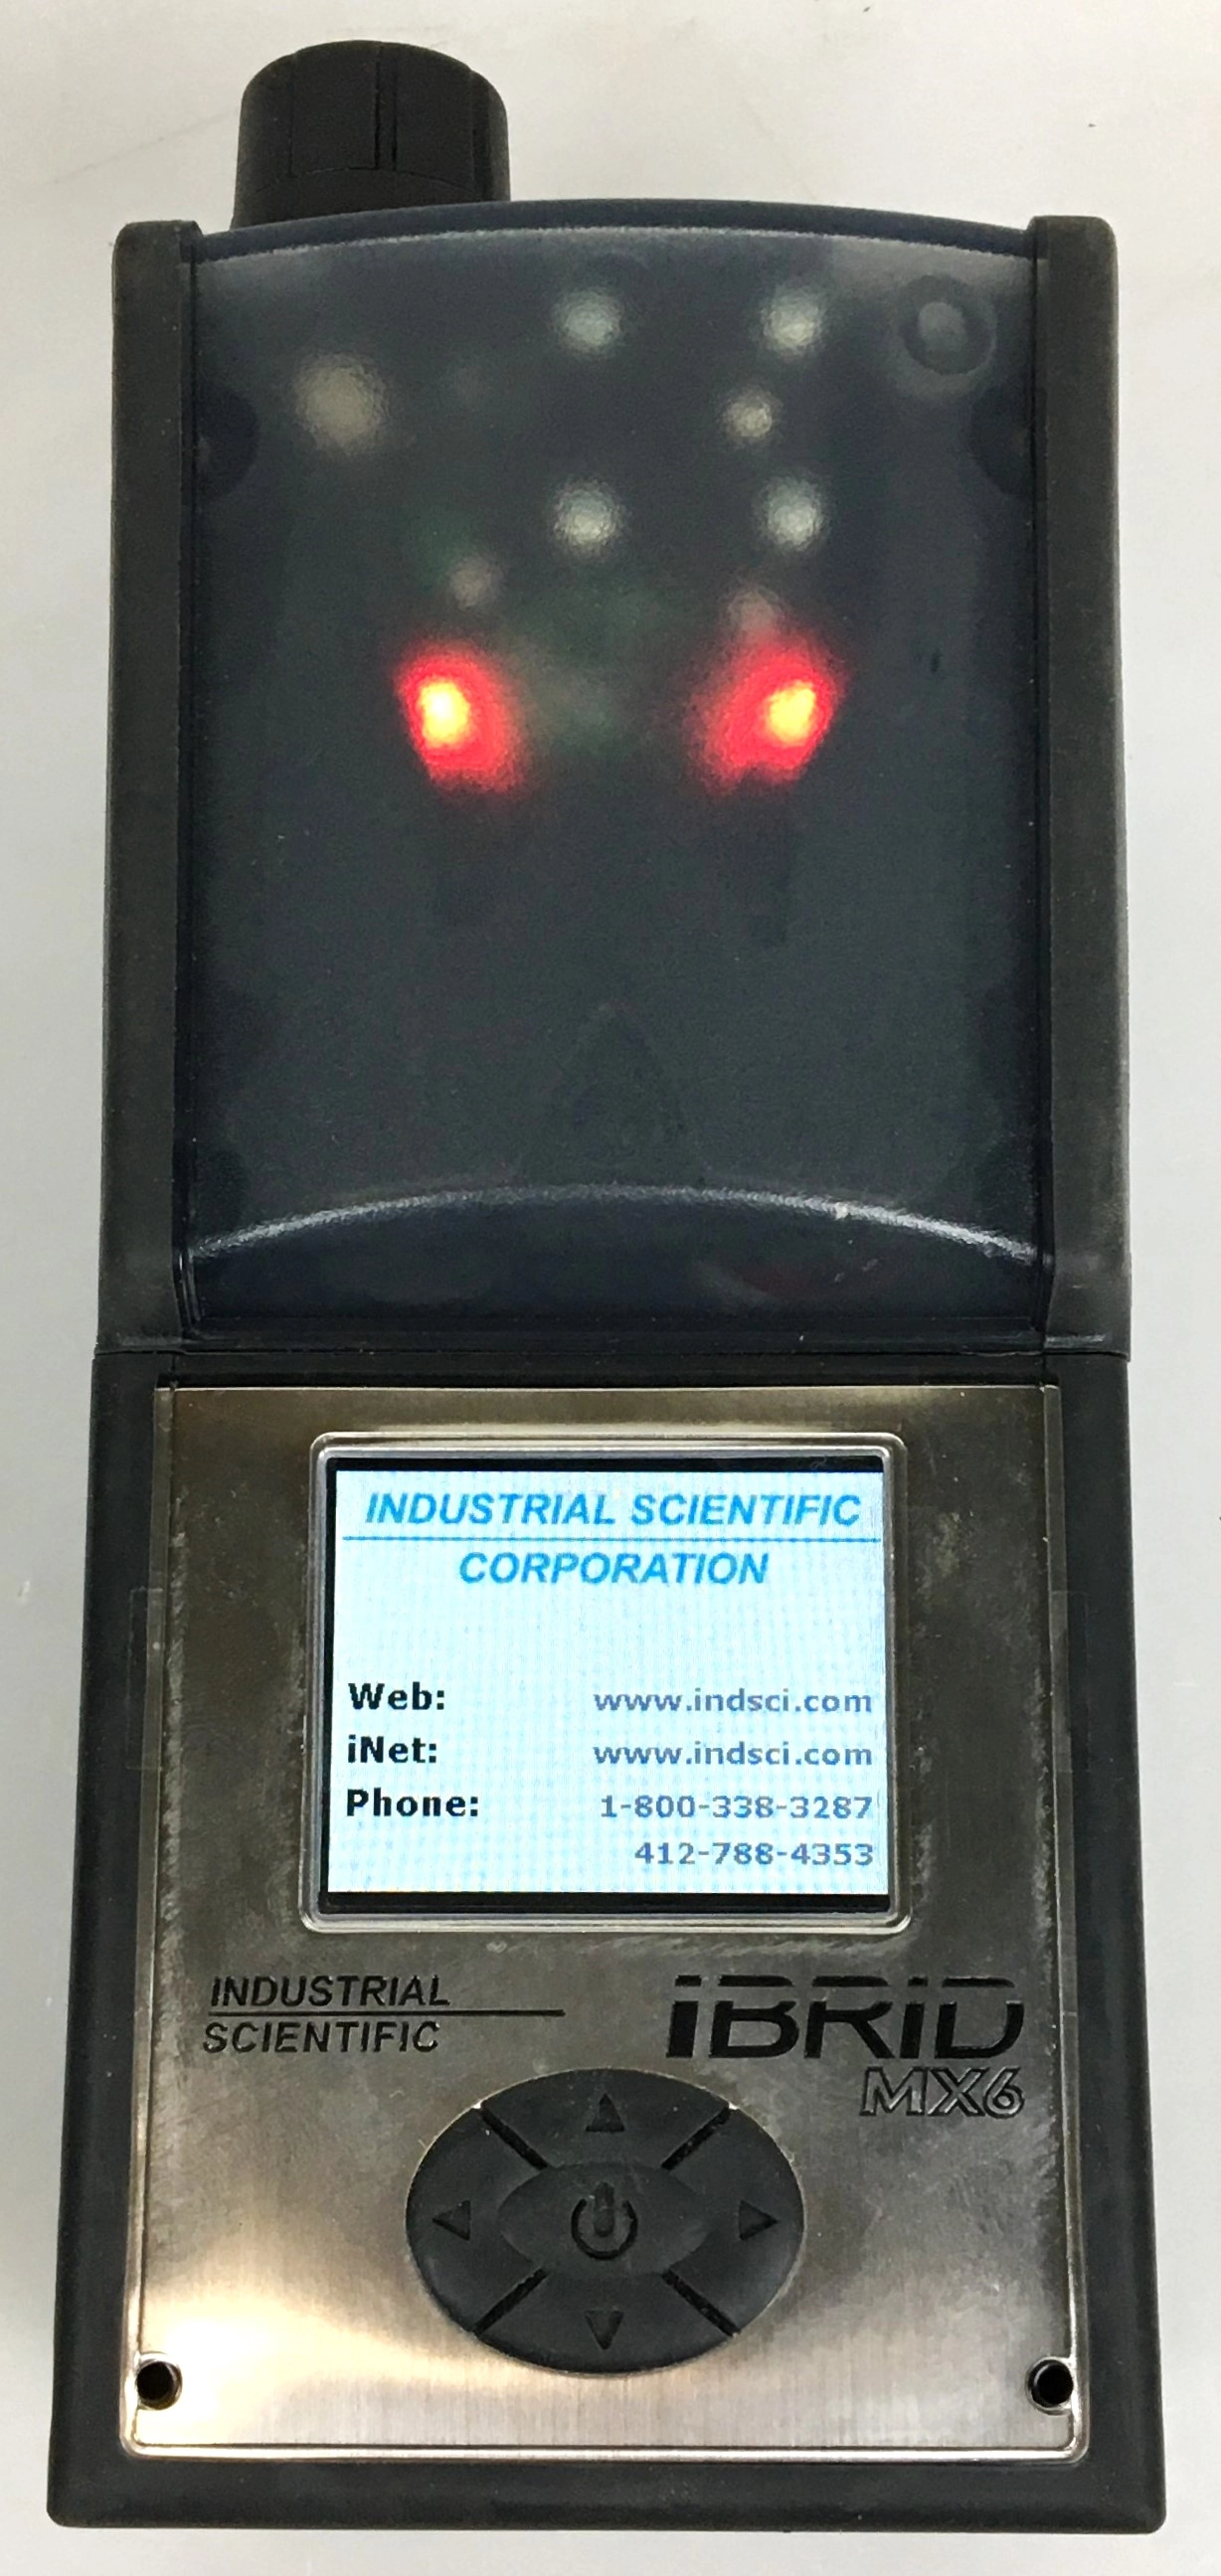 INDUSTRIAL SCIENTIFIC
CORPORATION
Web: www.indsci.com
iNet: www.indsci.com
Phone: 1-800-338-3287
412-788-4353
INDUSTRIAL
SCIENTIFIC
iBRiD
MX6